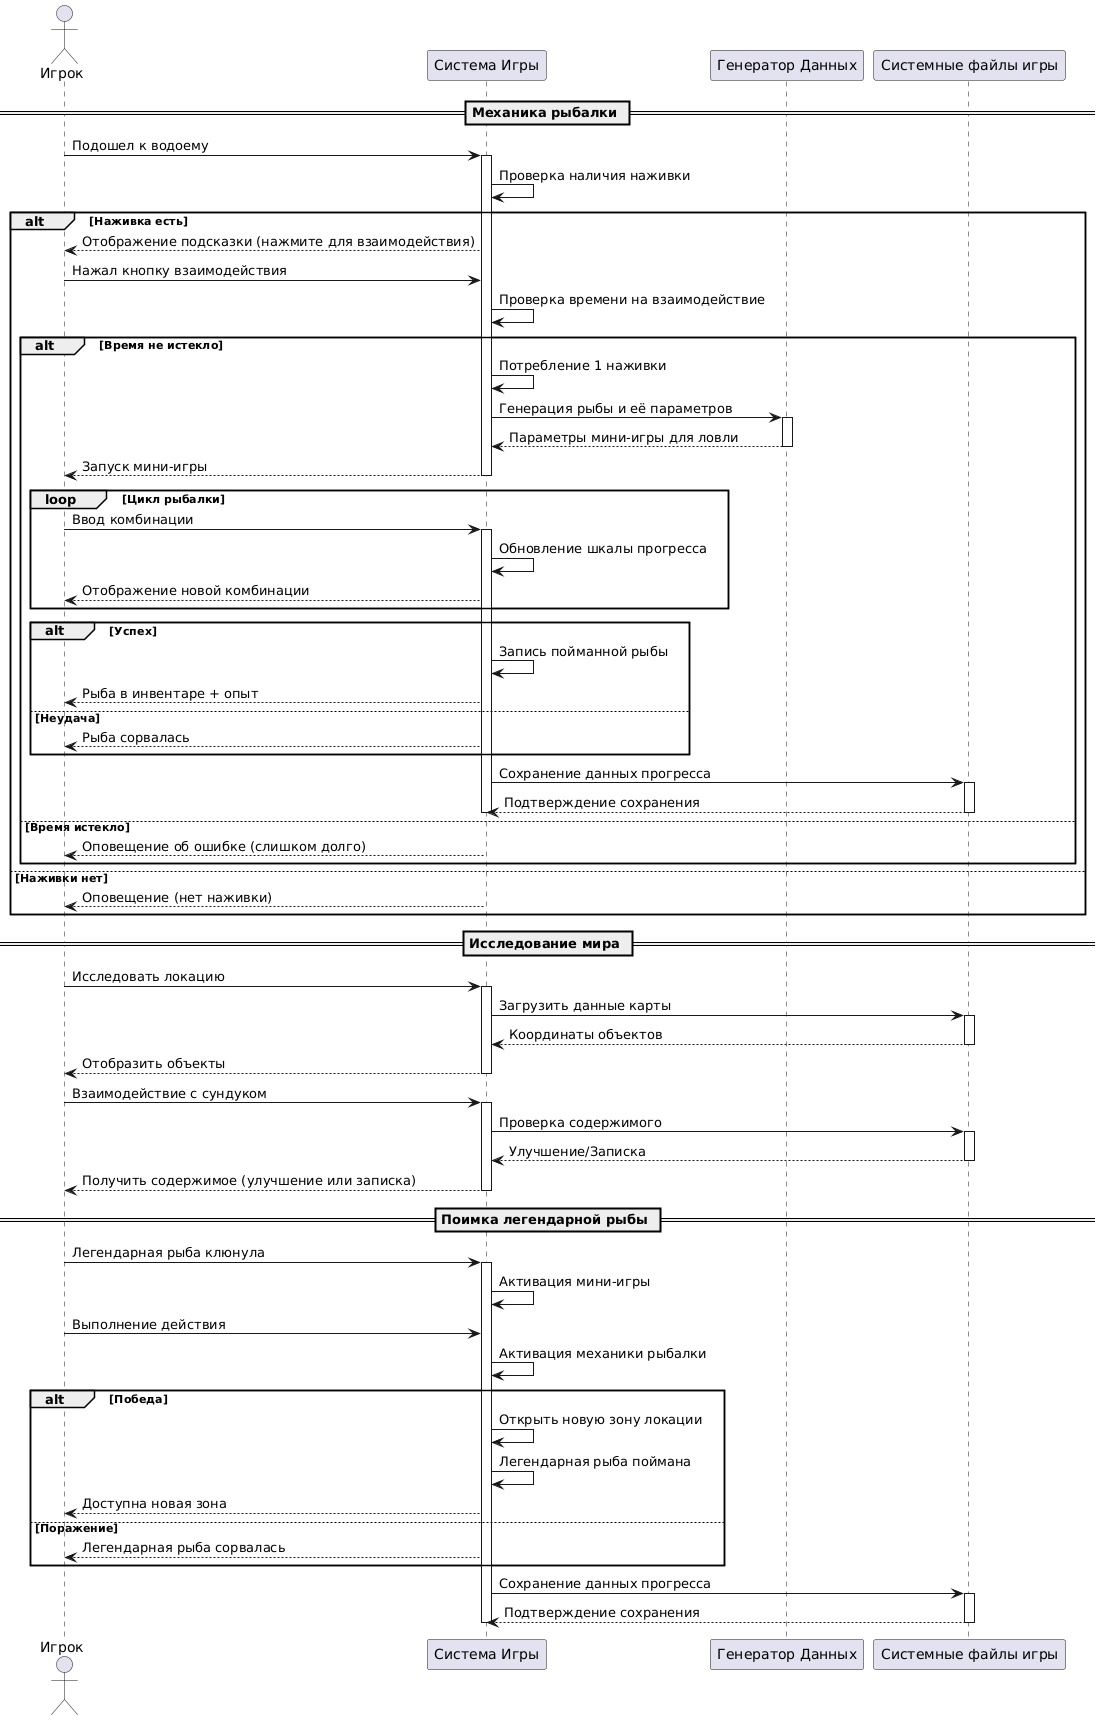 Игрок
Система Игры
Генератор Данных
Системные файлы игры
Механика рыбалки
Подошел к водоему
Проверка наличия наживки
alt
[Наживка есть]
Отображение подсказки (нажмите для взаимодействия)
Нажал кнопку взаимодействия
Проверка времени на взаимодействие
alt
[Время не истекло]
Потребление 1 наживки
Генерация рыбы и её параметров
Параметры мини-игры для ловли
Запуск мини-игры
loop
[Цикл рыбалки]
Ввод комбинации
Обновление шкалы прогресса
Отображение новой комбинации
alt
[Успех]
Запись пойманной рыбы
Рыба в инвентаре + опыт
[Неудача]
Рыба сорвалась
Сохранение данных прогресса
Подтверждение сохранения
[Время истекло]
Оповещение об ошибке (слишком долго)
[Наживки нет]
Оповещение (нет наживки)
Исследование мира
Исследовать локацию
Загрузить данные карты
Координаты объектов
Отобразить объекты
Взаимодействие с сундуком
Проверка содержимого
Улучшение/Записка
Получить содержимое (улучшение или записка)
Поимка легендарной рыбы
Легендарная рыба клюнула
Активация мини-игры
Выполнение действия
Активация механики рыбалки
alt
[Победа]
Открыть новую зону локации
Легендарная рыба поймана
Доступна новая зона
[Поражение]
Легендарная рыба сорвалась
Сохранение данных прогресса
Подтверждение сохранения
Игрок
Система Игры
Генератор Данных
Системные файлы игры